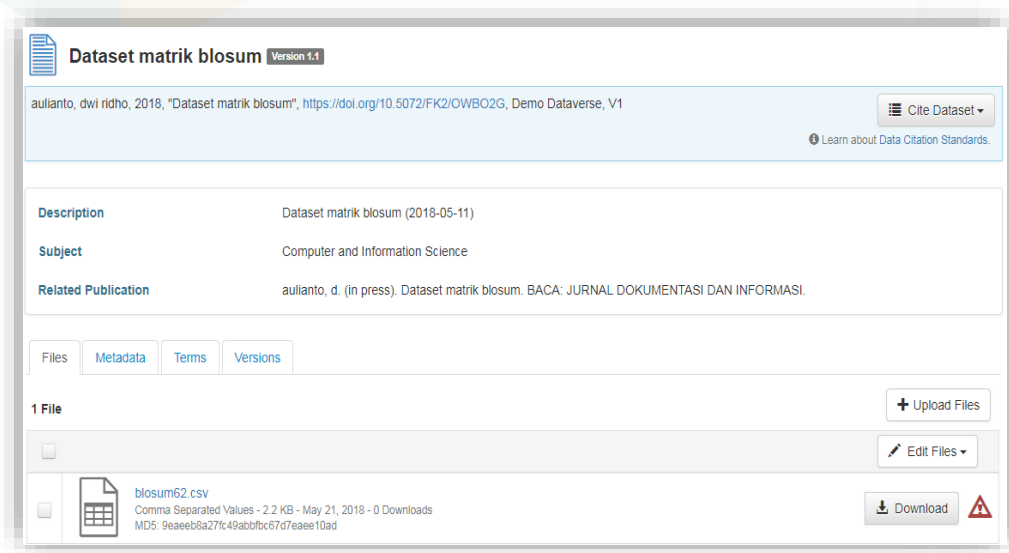 Dataset matrik blosum Version 1.1
aulianto, dwi ridho, 2018, "Dataset matrik blosum", https://doi.org/10.5072/FK2/OWBO2G, Demo Dataverse, V1
Cite Dataset
Learn about Data Citation Standards.
Description Dataset matrik blosum (2018-05-11)
Subject Computer and Information Science
Related Publication aulianto, d. (in press). Dataset matrik blosum. BACA: JURNAL DOKUMENTASI DAN INFORMASI.
Files Metadata Terms Versions
1 File
Upload Files
Edit Files
blosum62.csv
Comma Separated Values - 2.2 KB - May 21, 2018 - 0 Downloads
MD5: 9eaeeb8a27fc49abbfbc67d7eaee10ad
Download